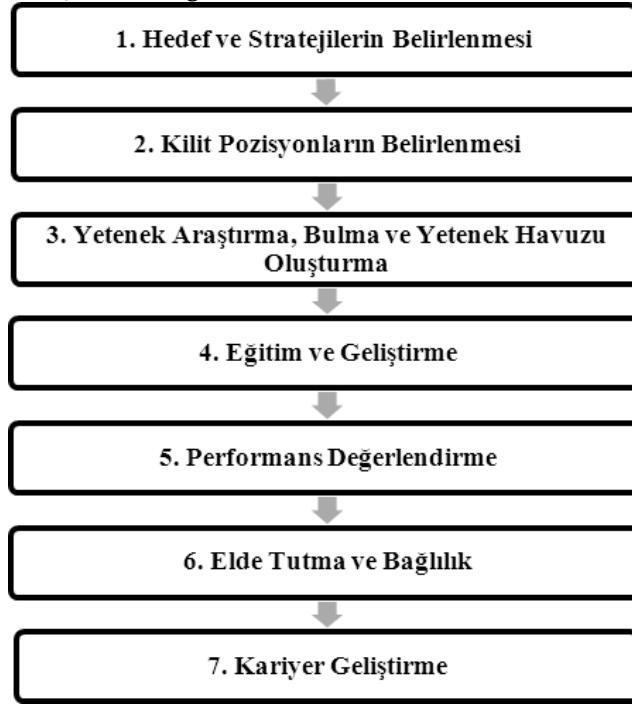 1. Hedef ve Stratejilerin Belirlenmesi
2. Kilit Pozisyonların Belirlenmesi
3. Yetenek Araştırma, Bulma ve Yetenek Havuzu
Oluşturma
4. Eğitim ve Geliştirme
5. Performans Değerlendirme
6. Elde Tutma ve Bağlılık
7. Kariyer Geliştirme